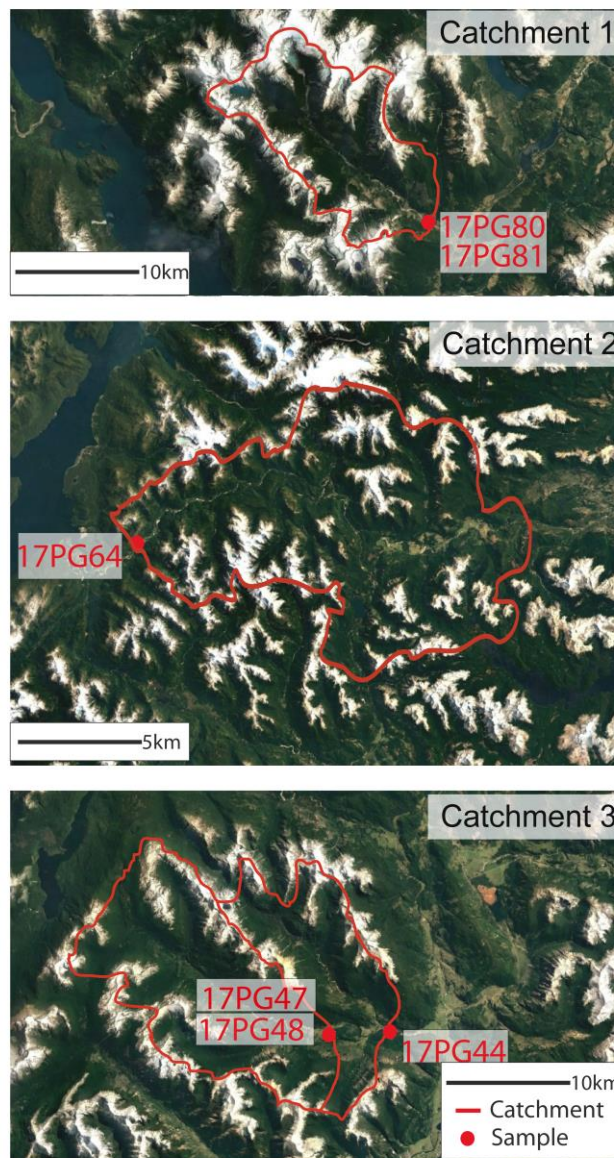 Catchment 1
17PG80
17PG81
10km
Catchment 2
17PG64
5km
Catchment 3
17PG47
17PG48
17PG44
10km
Catchment
Sample